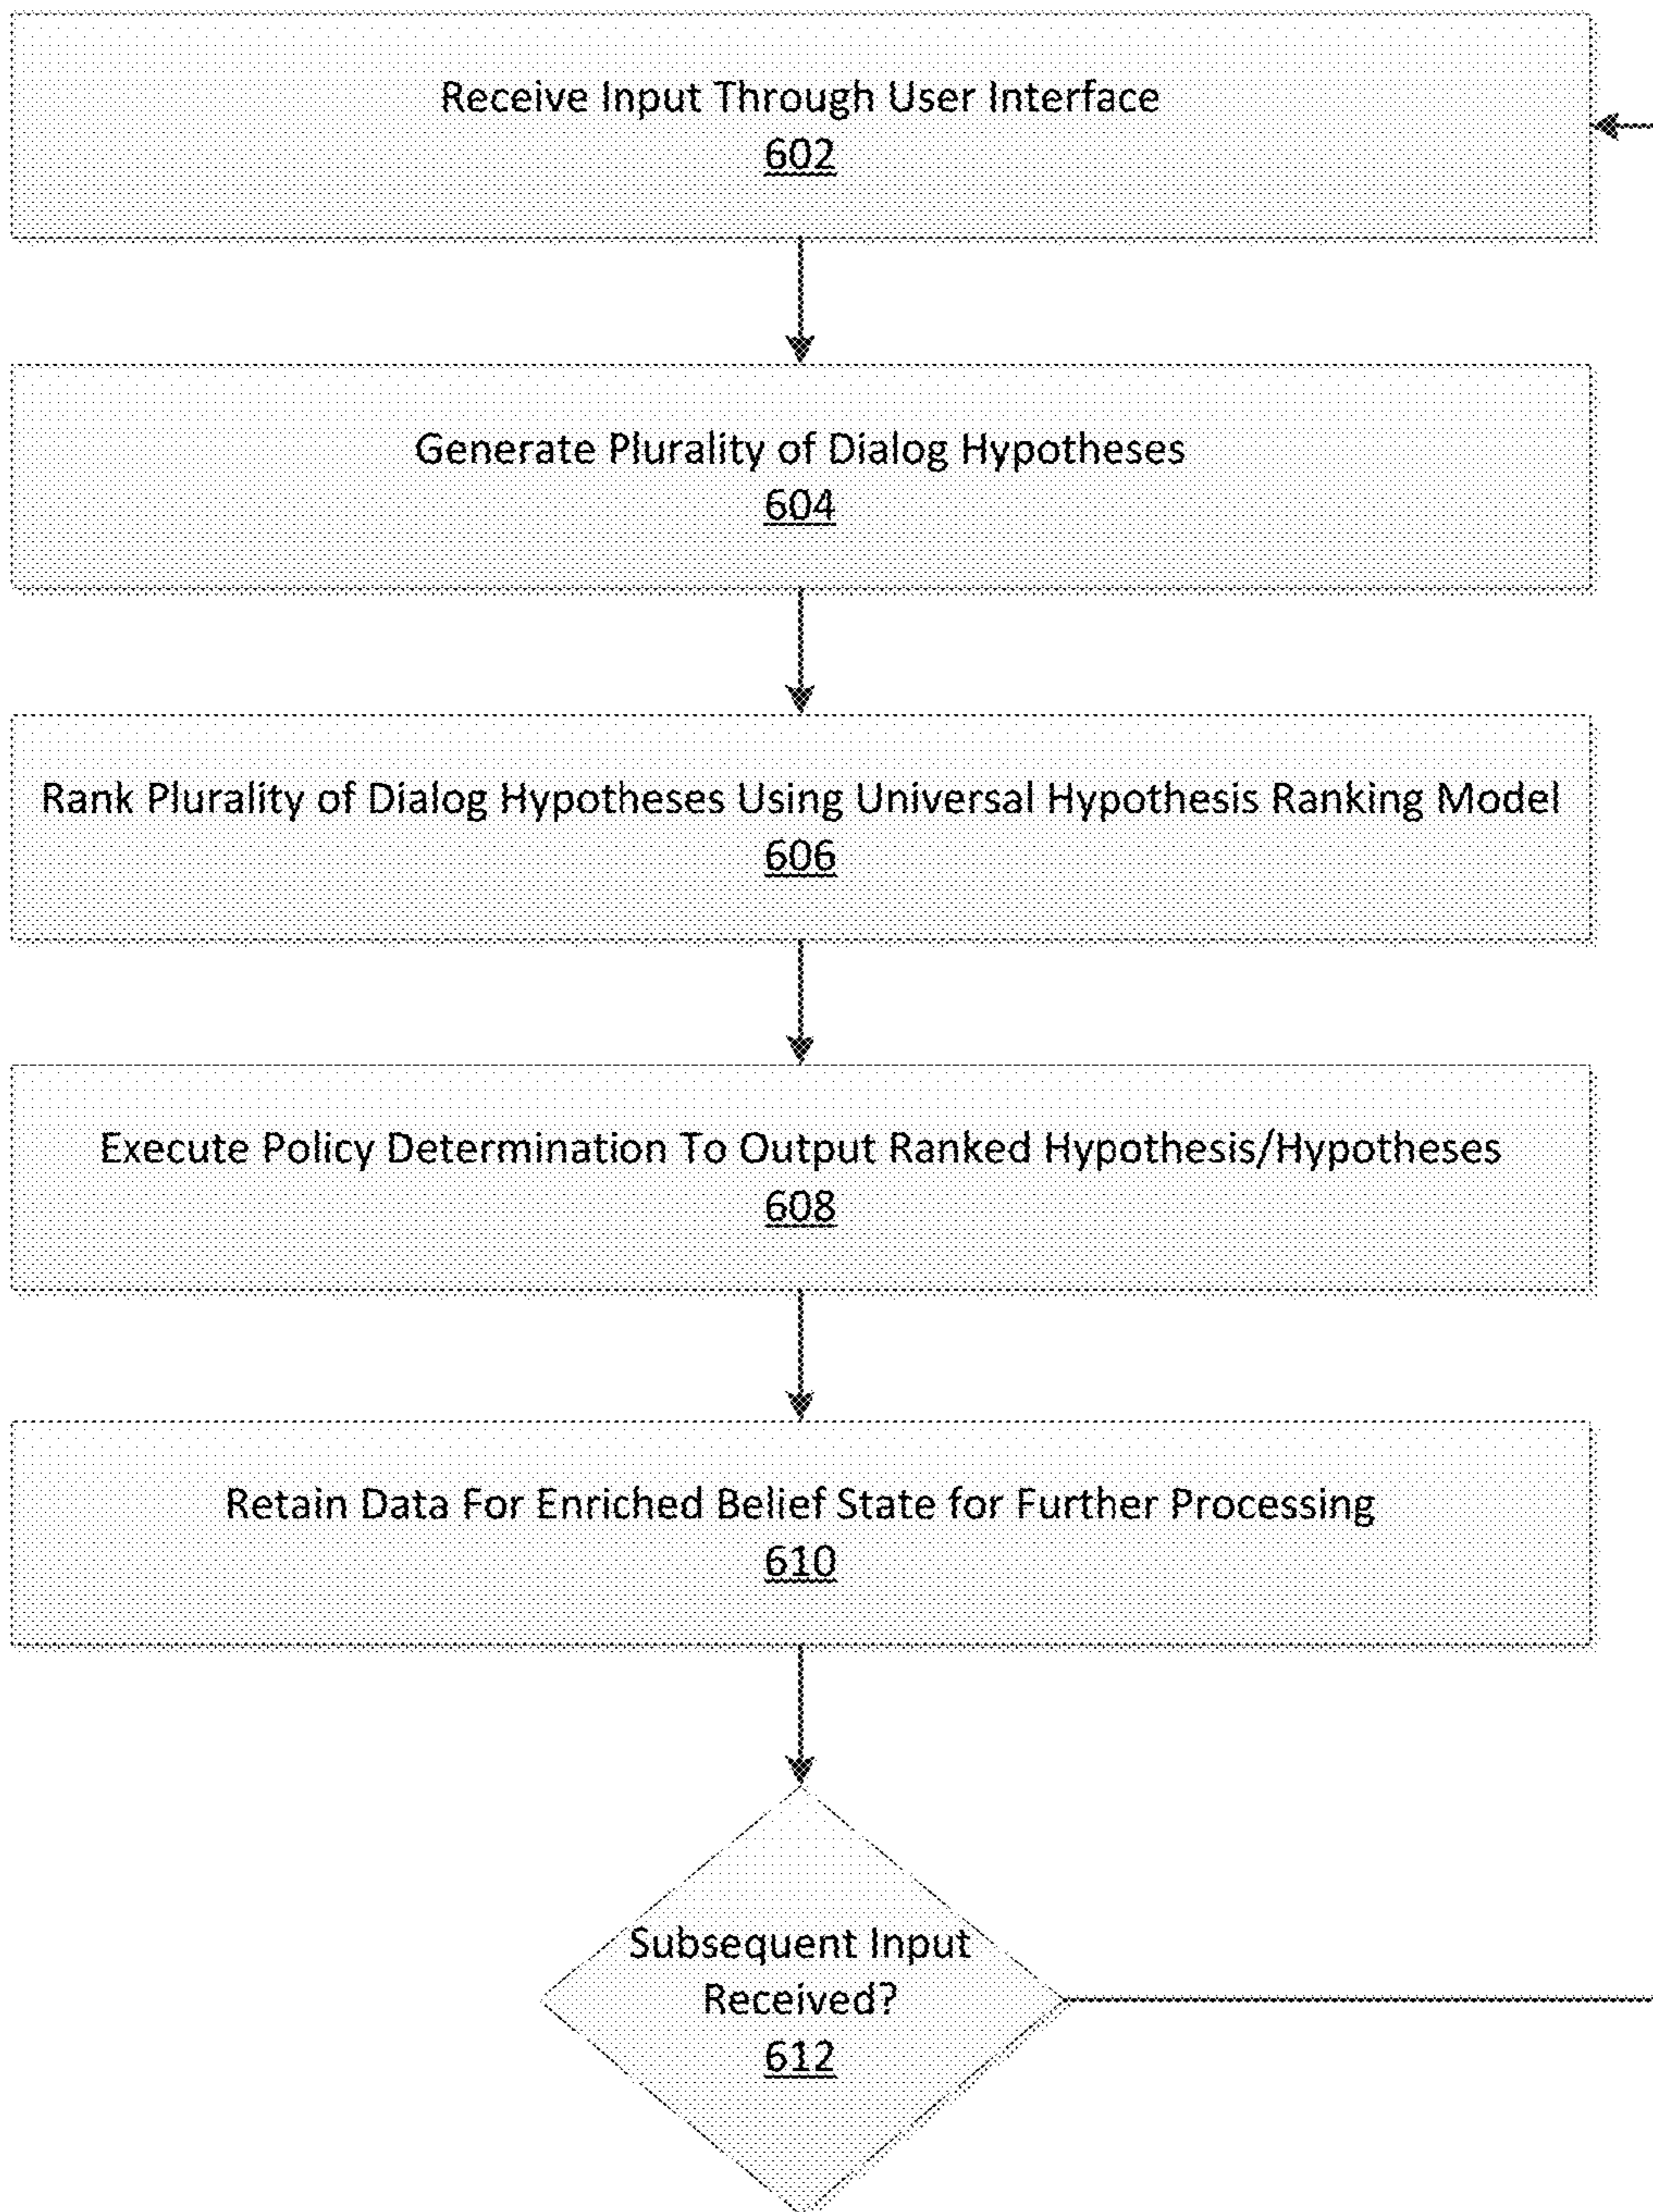 Receive Input Through User Interface
602
Generate Plurality of Dialog Hypotheses
604
Rank Plurality of Dialog Hypotheses Using Universal Hypothesis Ranking Model
606
Execute Policy Determination To Output Ranked Hypothesis/Hypotheses
608
Retain Data For Enriched Belief State for Further Processing
610
Subsequent Input
Received?
612